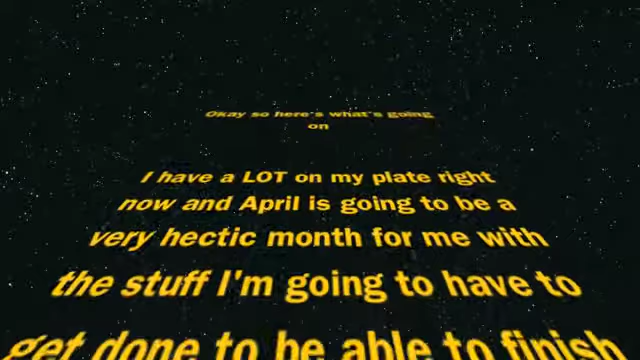 Okay so here's what's going
on
I have a LOT on my plate right
now and April is going to be a
very hectic month for me with
the stuff I'm going to have to
get done to be able to finish